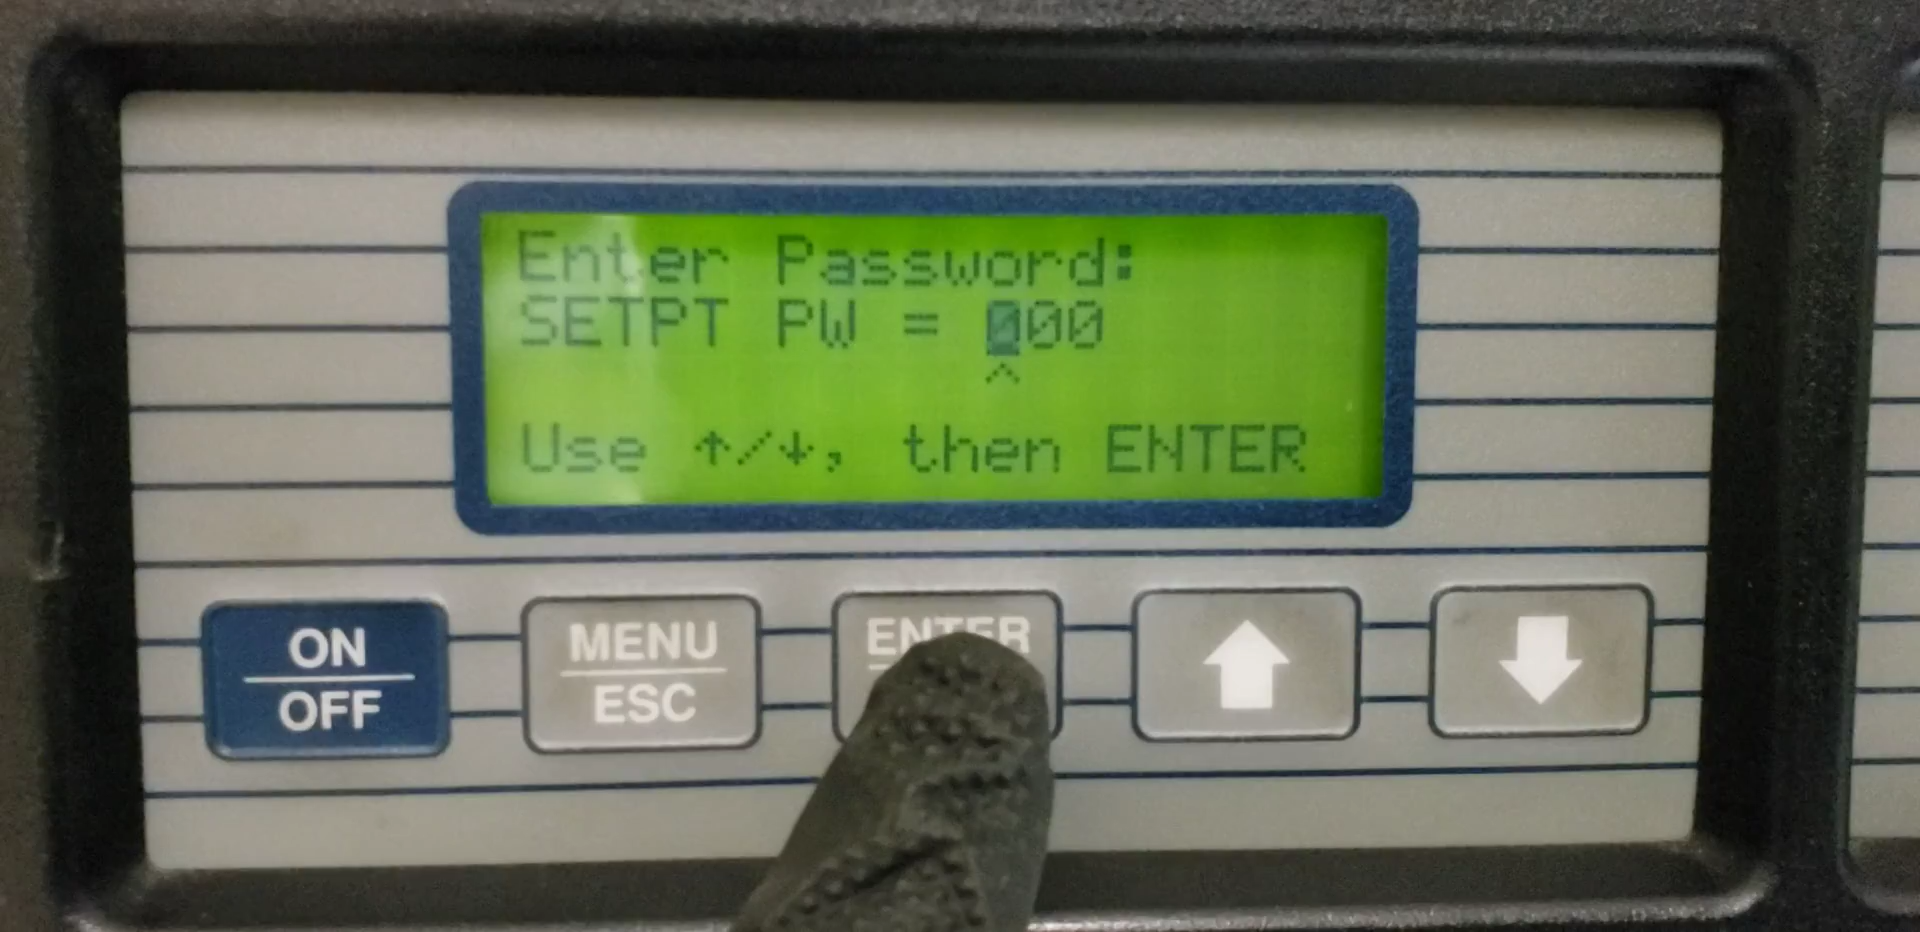 Enter Password:
SETPT PW = 000
^
Use ↑/↓, then ENTER
ON
OFF
MENU
ESC
ENTER